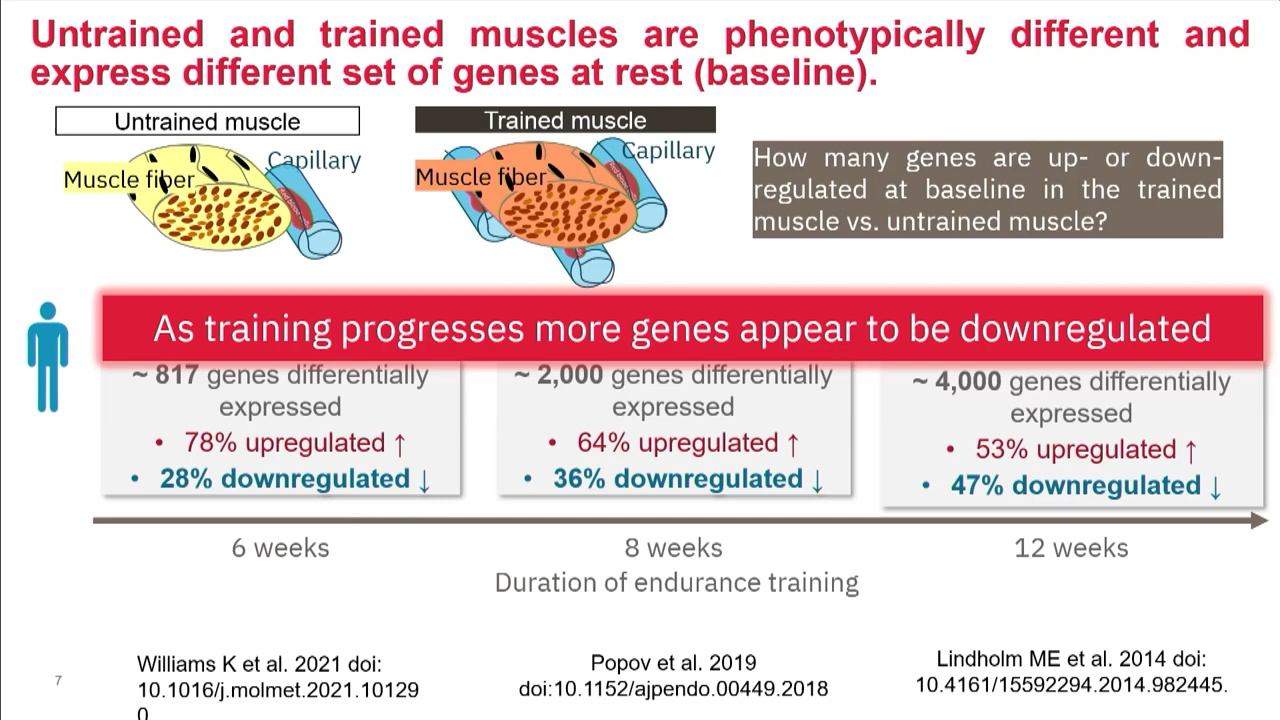 Untrained and trained muscles are phenotypically different and
express different set of genes at rest (baseline).
Untrained muscle
Capillary
Muscle fiber
Trained muscle
Capillary
Muscle fiber
How many genes are up- or down-
regulated at baseline in the trained
muscle vs. untrained muscle?
As training progresses more genes appear to be downregulated
~ 817 genes differentially
expressed
• 78% upregulated ↑
• 28% downregulated ↓
~ 2,000 genes differentially
expressed
• 64% upregulated ↑
• 36% downregulated ↓
~ 4,000 genes differentially
expressed
• 53% upregulated ↑
• 47% downregulated ↓
6 weeks
8 weeks
12 weeks
Duration of endurance training
Williams K et al. 2021 doi:
10.1016/j.molmet.2021.10129
0
Popov et al. 2019
doi:10.1152/ajpendo.00449.2018
Lindholm ME et al. 2014 doi:
10.4161/15592294.2014.982445.
7